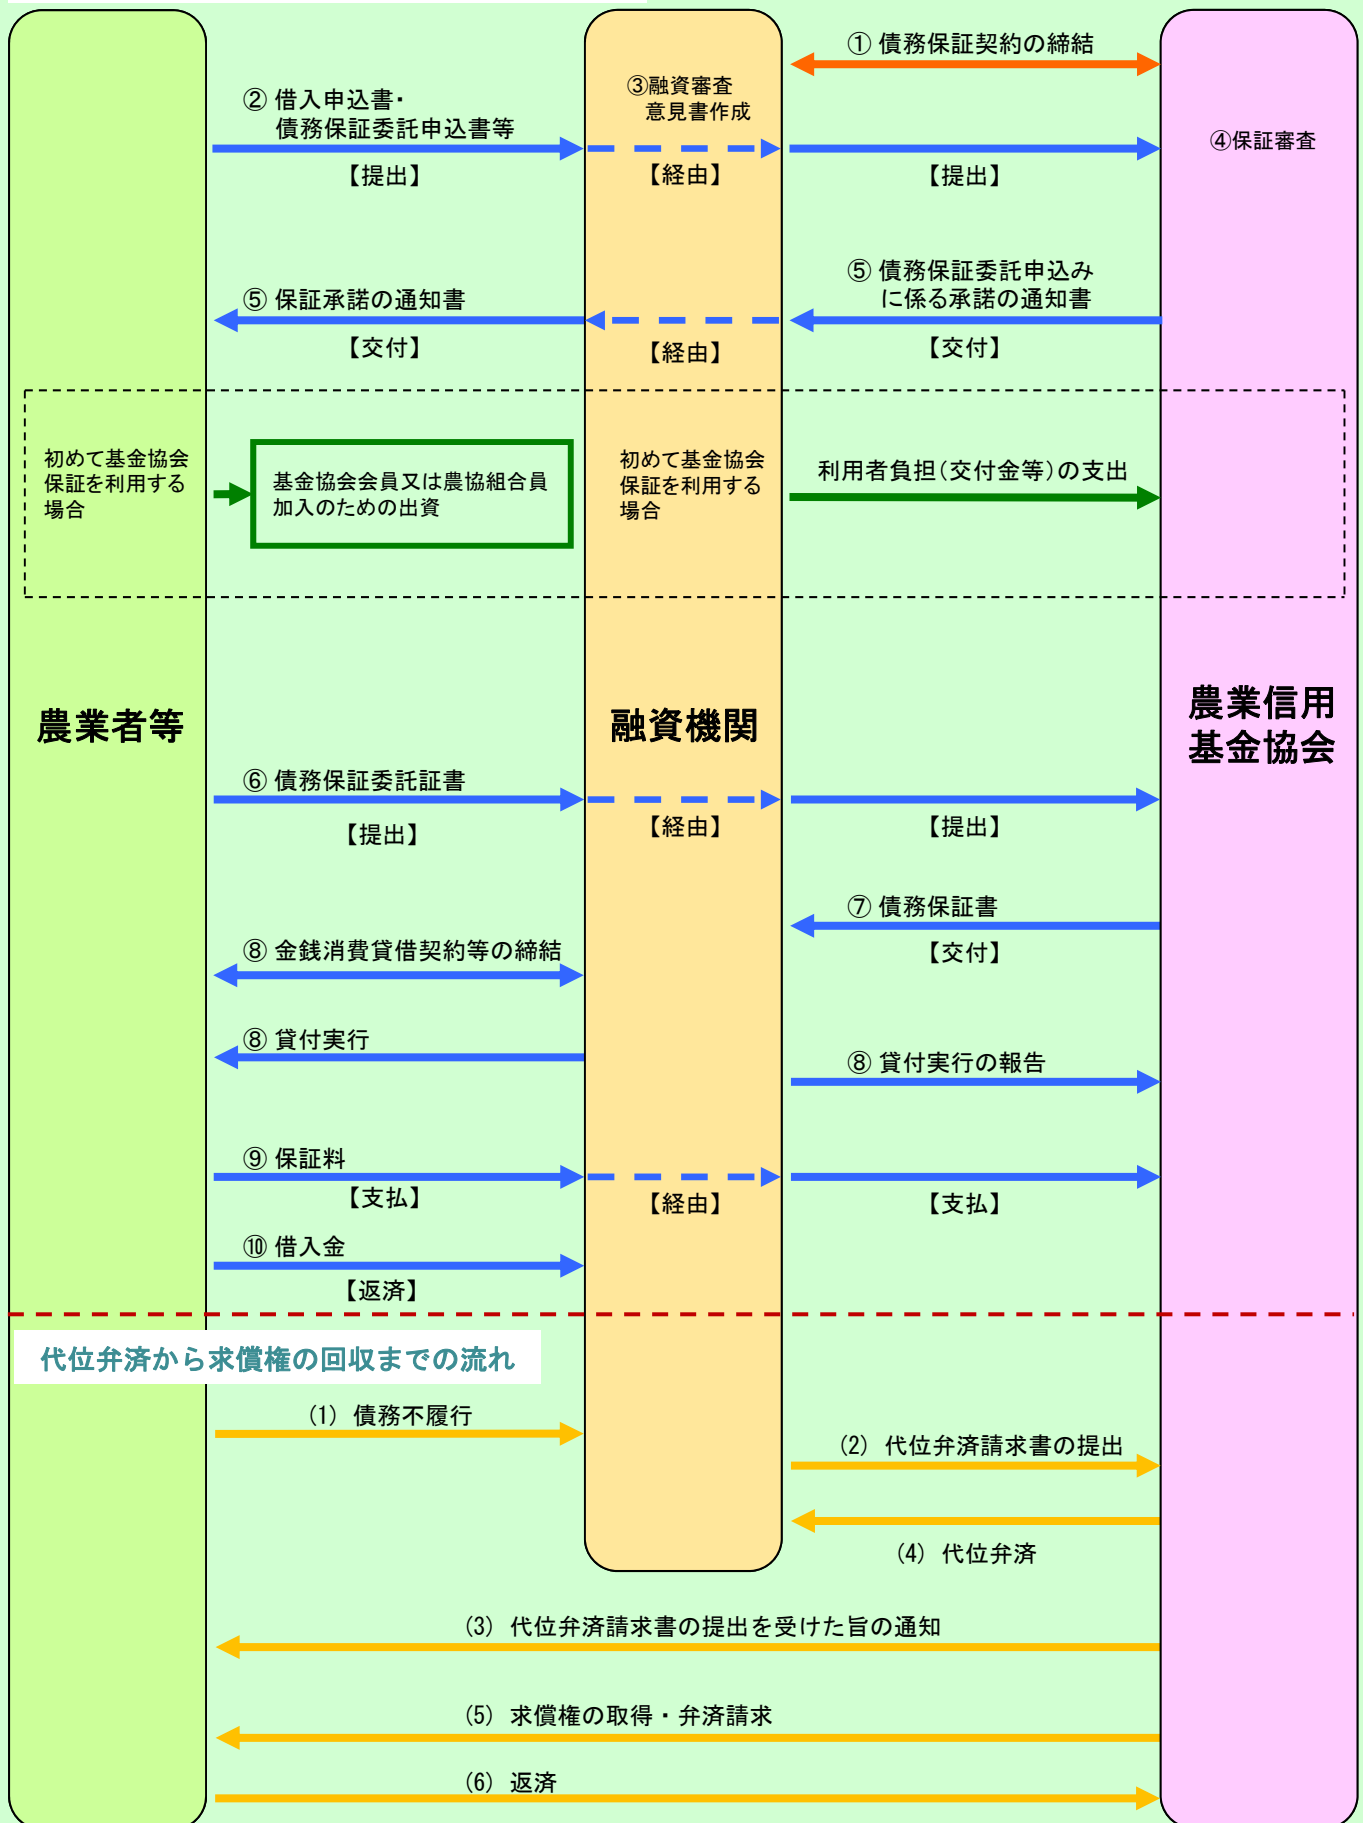 ① 債務保証契約の締結
② 借入申込書・
債務保証委託申込書等
③融資審査
意見書作成
④保証審査
【提出】
【経由】
【提出】
⑤ 債務保証委託申込み
に係る承諾の通知書
⑤ 保証承諾の通知書
【交付】
【経由】
【交付】
初めて基金協会
保証を利用する
場合
基金協会会員又は農協組合員
加入のための出資
初めて基金協会
保証を利用する
場合
利用者負担(交付金等)の支出
農業者等
融資機関
農業信用
基金協会
⑥ 債務保証委託証書
【提出】
【経由】
【提出】
⑦ 債務保証書
【交付】
⑧ 金銭消費貸借契約等の締結
⑧ 貸付実行
⑧ 貸付実行の報告
⑨ 保証料
【支払】
【経由】
【支払】
⑩ 借入金
【返済】
代位弁済から求償権の回収までの流れ
(1) 債務不履行
(2) 代位弁済請求書の提出
(4) 代位弁済
(3) 代位弁済請求書の提出を受けた旨の通知
(5) 求償権の取得・弁済請求
(6) 返済